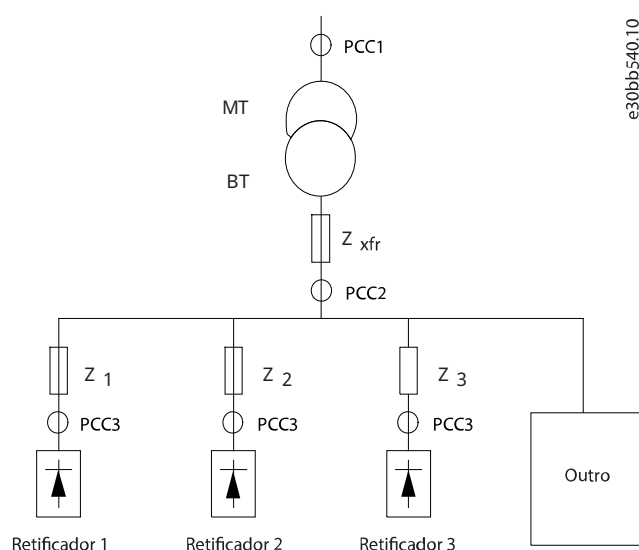 PCC1
e30bb540.10
MT
BT
Z xfr
PCC2
Z 1
Z 2
Z 3
PCC3
PCC3
PCC3
Outro
Retificador 1
Retificador 2
Retificador 3